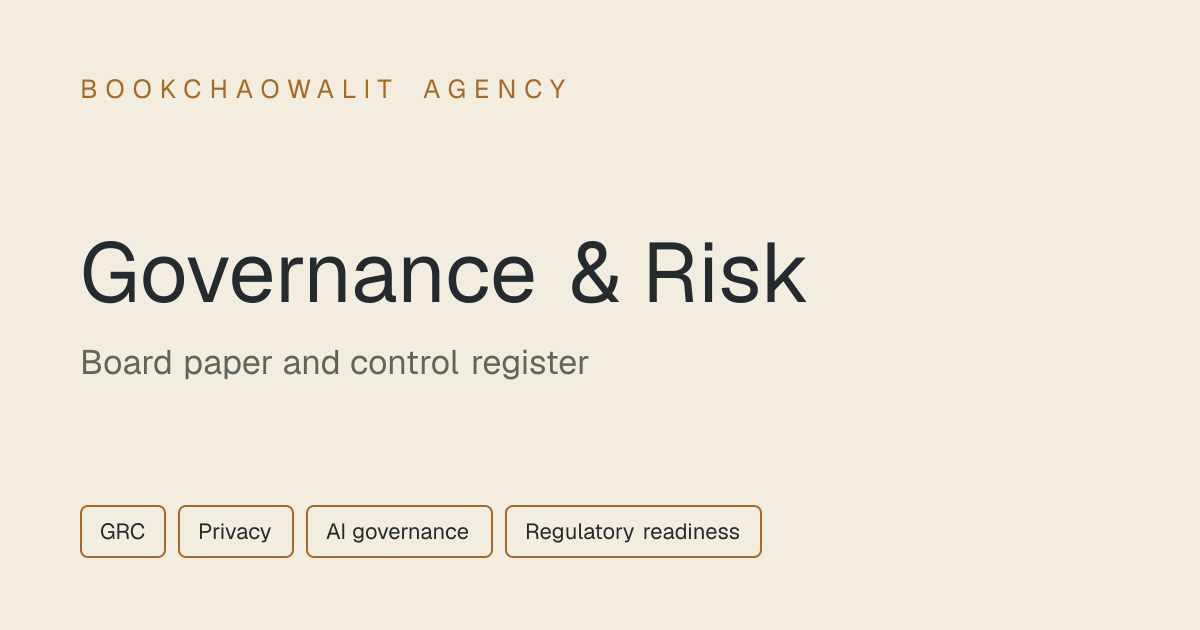 BOOKCHAOWALIT AGENCY
Governance & Risk
Board paper and control register
GRC Privacy AI governance Regulatory readiness